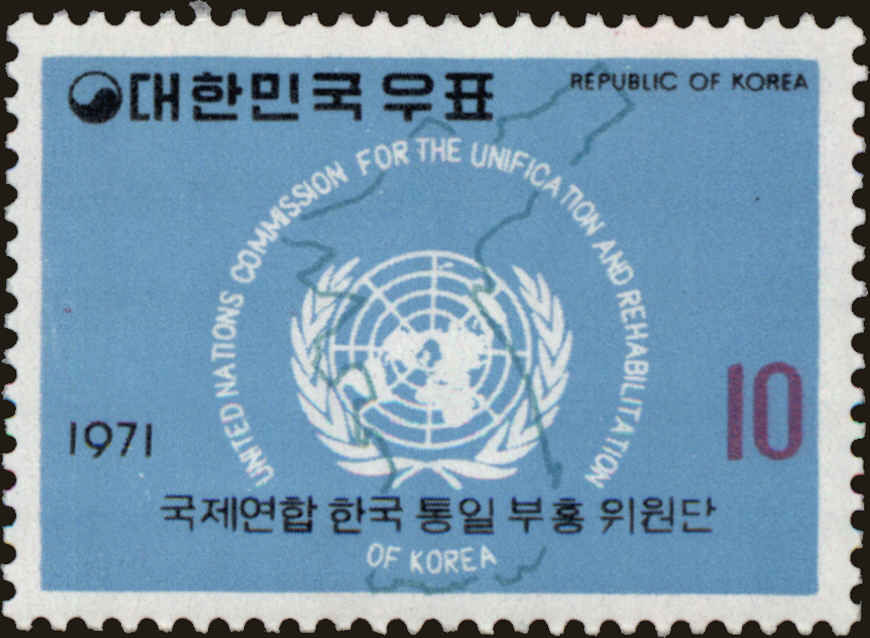 대한민국우표
REPUBLIC OF KOREA
UNITED NATIONS COMMISSION FOR THE UNIFICATION AND REHABILITATION
10
1971
국제연합 한국 통일 부흥 위원단
OF KOREA